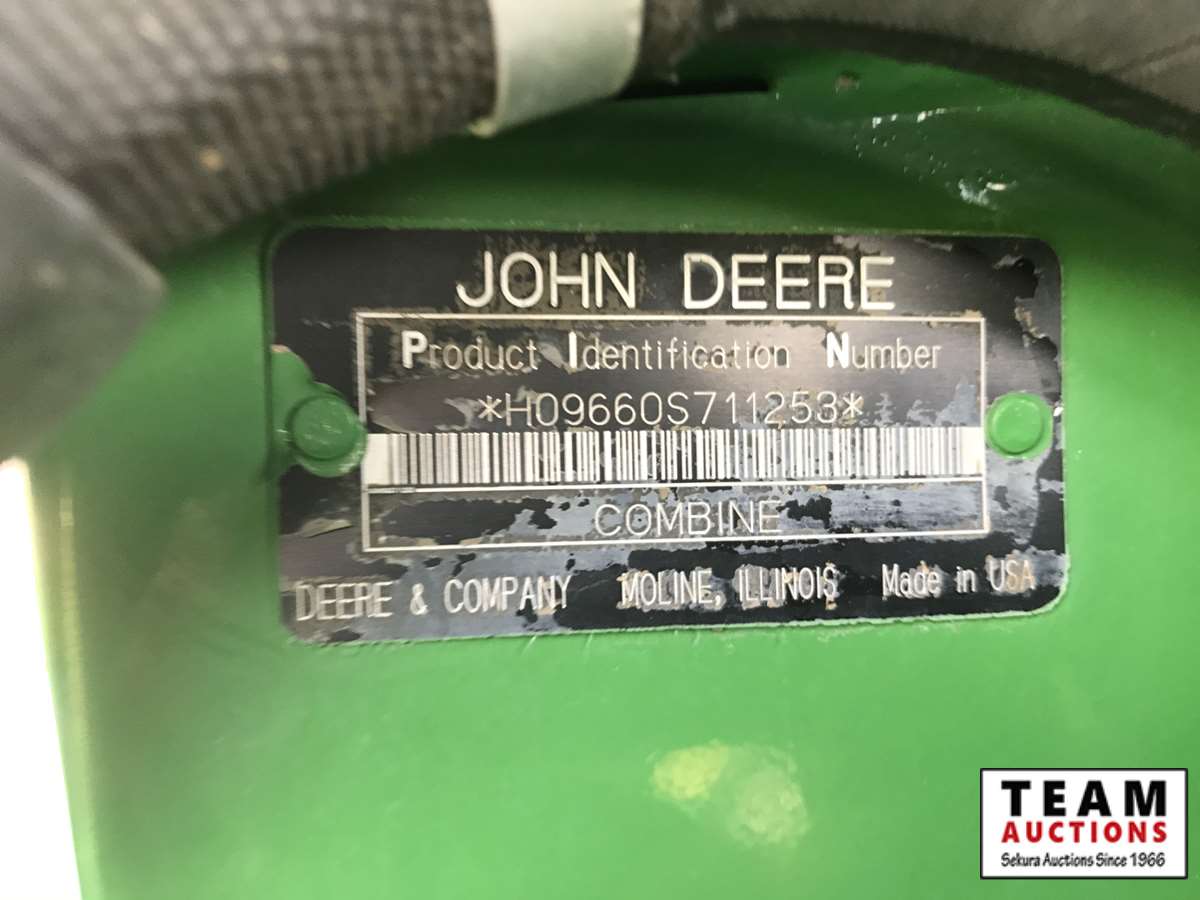 JOHN DEERE
Product Identification Number
*H09660S711253*
COMBINE
DEERE & COMPANY MOLINE, ILLINOIS Made in USA
TEAM
AUCTIONS
Sekura Auctions Since 1966